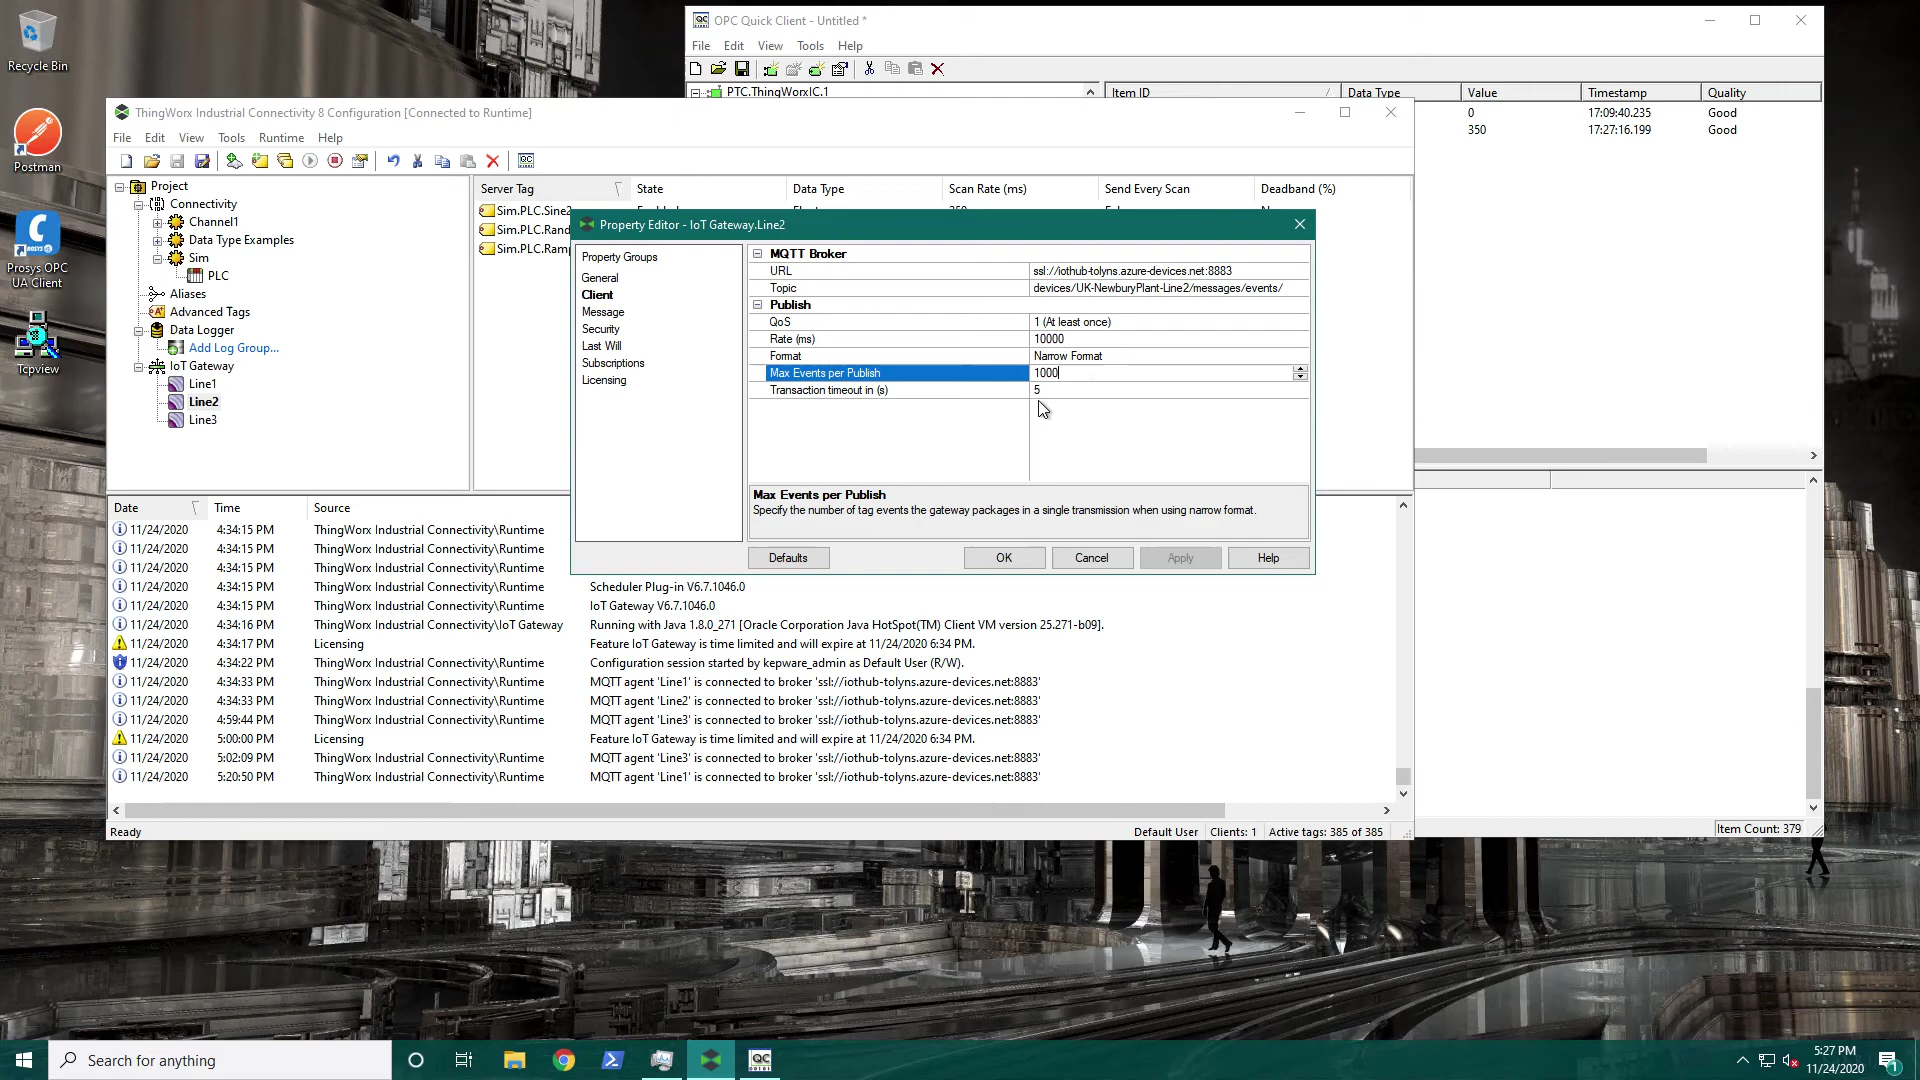 Recycle Bin
Postman
Prosys OPC
UA Client
Tcpview
OPC Quick Client - Untitled *
File Edit View Tools Help
PTC.ThingWorxIC.1
Item ID Data Type Value Timestamp Quality
0 17:09:40.235 Good
350 17:27:16.199 Good
Item Count: 379
ThingWorx Industrial Connectivity 8 Configuration [Connected to Runtime]
File Edit View Tools Runtime Help
Project
Connectivity
Channel1
Data Type Examples
Sim
PLC
Aliases
Advanced Tags
Data Logger
Add Log Group...
IoT Gateway
Line1
Line2
Line3
Server Tag State Data Type Scan Rate (ms) Send Every Scan Deadband (%)
Sim.PLC.Sine2
Sim.PLC.Rand
Sim.PLC.Ramp
Property Editor - IoT Gateway.Line2
Property Groups
General
Client
Message
Security
Last Will
Subscriptions
Licensing
MQTT Broker
URL ssl://iothub-tolyns.azure-devices.net:8883
Topic devices/UK-NewburyPlant-Line2/messages/events/
Publish
QoS 1 (At least once)
Rate (ms) 10000
Format Narrow Format
Max Events per Publish 1000
Transaction timeout in (s) 5
Max Events per Publish
Specify the number of tag events the gateway packages in a single transmission when using narrow format.
Defaults OK Cancel Apply Help
Date Time Source
11/24/2020 4:34:15 PM ThingWorx Industrial Connectivity\Runtime
11/24/2020 4:34:15 PM ThingWorx Industrial Connectivity\Runtime
11/24/2020 4:34:15 PM ThingWorx Industrial Connectivity\Runtime
11/24/2020 4:34:15 PM ThingWorx Industrial Connectivity\Runtime Scheduler Plug-in V6.7.1046.0
11/24/2020 4:34:15 PM ThingWorx Industrial Connectivity\Runtime IoT Gateway V6.7.1046.0
11/24/2020 4:34:16 PM ThingWorx Industrial Connectivity\IoT Gateway Running with Java 1.8.0_271 [Oracle Corporation Java HotSpot(TM) Client VM version 25.271-b09].
11/24/2020 4:34:17 PM Licensing Feature IoT Gateway is time limited and will expire at 11/24/2020 6:34 PM.
11/24/2020 4:34:22 PM ThingWorx Industrial Connectivity\Runtime Configuration session started by kepware_admin as Default User (R/W).
11/24/2020 4:34:33 PM ThingWorx Industrial Connectivity\Runtime MQTT agent 'Line1' is connected to broker 'ssl://iothub-tolyns.azure-devices.net:8883'
11/24/2020 4:34:33 PM ThingWorx Industrial Connectivity\Runtime MQTT agent 'Line2' is connected to broker 'ssl://iothub-tolyns.azure-devices.net:8883'
11/24/2020 4:59:44 PM ThingWorx Industrial Connectivity\Runtime MQTT agent 'Line3' is connected to broker 'ssl://iothub-tolyns.azure-devices.net:8883'
11/24/2020 5:00:00 PM Licensing Feature IoT Gateway is time limited and will expire at 11/24/2020 6:34 PM.
11/24/2020 5:02:09 PM ThingWorx Industrial Connectivity\Runtime MQTT agent 'Line3' is connected to broker 'ssl://iothub-tolyns.azure-devices.net:8883'
11/24/2020 5:20:50 PM ThingWorx Industrial Connectivity\Runtime MQTT agent 'Line1' is connected to broker 'ssl://iothub-tolyns.azure-devices.net:8883'
Ready Default User Clients: 1 Active tags: 385 of 385
Search for anything
5:27 PM
11/24/2020